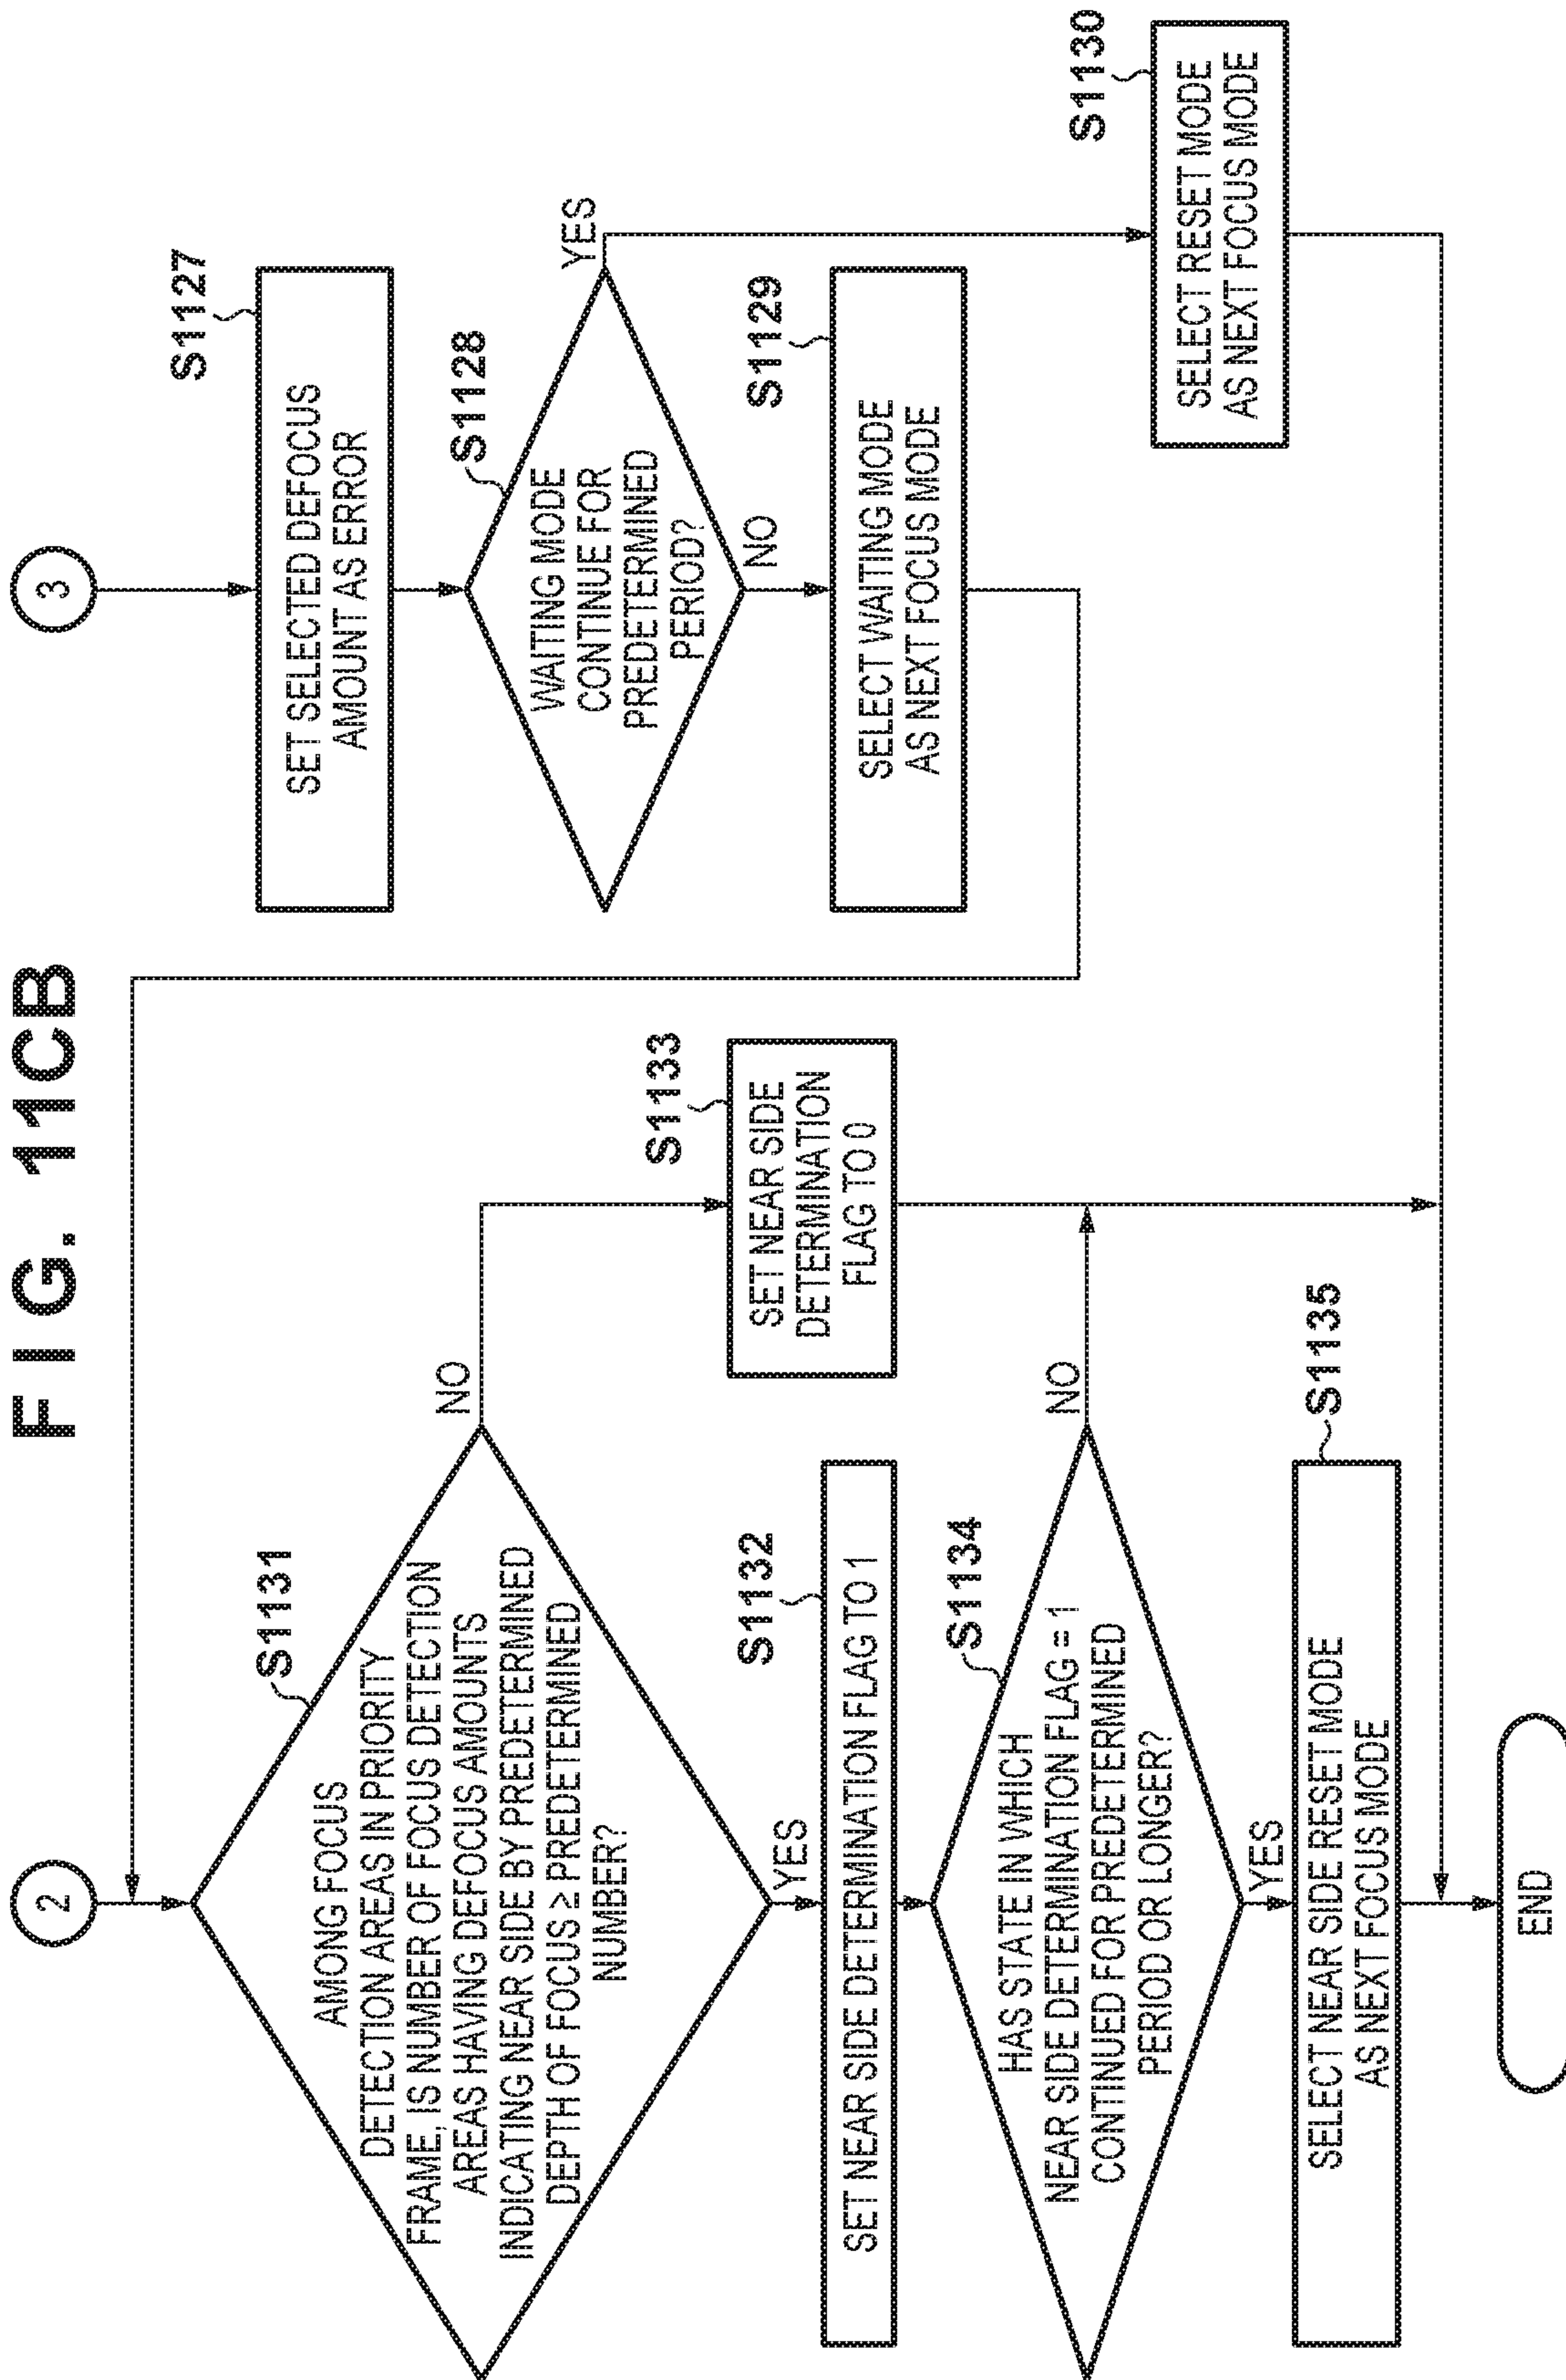 FIG. 11CB
2
S1131
AMONG FOCUS
DETECTION AREAS IN PRIORITY
FRAME, IS NUMBER OF FOCUS DETECTION
AREAS HAVING DEFOCUS AMOUNTS
INDICATING NEAR SIDE BY PREDETERMINED
DEPTH OF FOCUS ≥ PREDETERMINED
NUMBER?
NO
YES
S1132
SET NEAR SIDE DETERMINATION FLAG TO 1
S1133
SET NEAR SIDE
DETERMINATION
FLAG TO 0
S1134
HAS STATE IN WHICH
NEAR SIDE DETERMINATION FLAG = 1
CONTINUED FOR PREDETERMINED
PERIOD OR LONGER?
NO
YES
S1135
SELECT NEAR SIDE RESET MODE
AS NEXT FOCUS MODE
END
3
S1127
SET SELECTED DEFOCUS
AMOUNT AS ERROR
S1128
WAITING MODE
CONTINUE FOR
PREDETERMINED
PERIOD?
YES
NO
S1129
SELECT WAITING MODE
AS NEXT FOCUS MODE
S1130
SELECT RESET MODE
AS NEXT FOCUS MODE